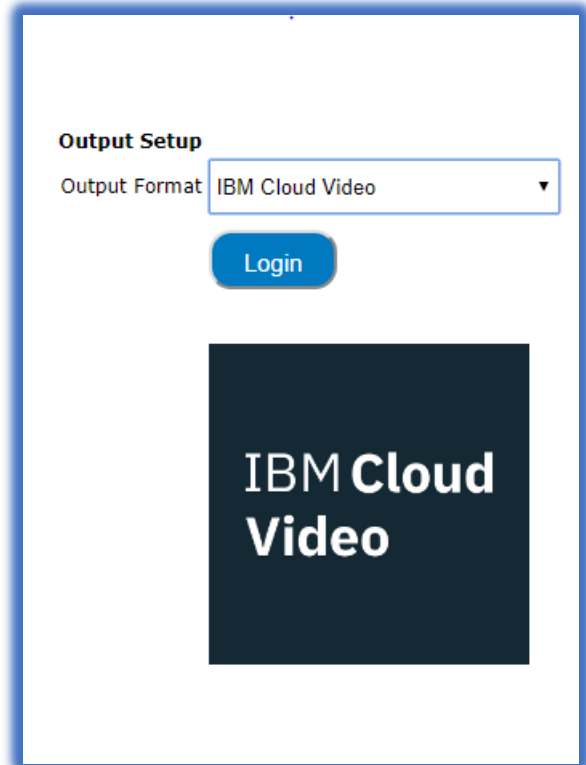 Output Setup
Output Format IBM Cloud Video
Login
IBM Cloud
Video